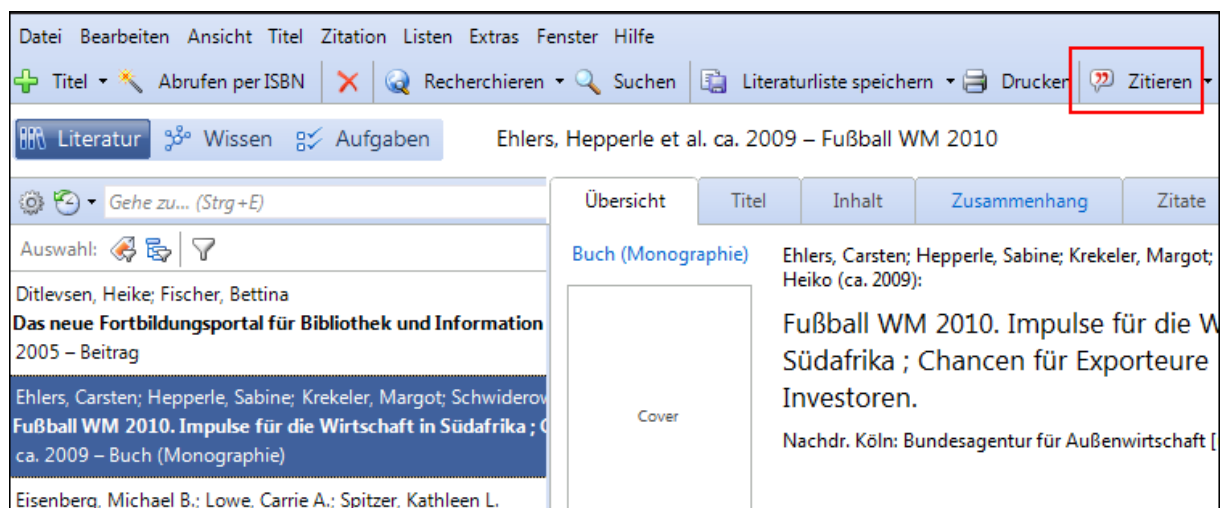 Datei Bearbeiten Ansicht Titel Zitation Listen Extras Fenster Hilfe
Titel Abrufen per ISBN Recherchieren Suchen Literaturliste speichern Drucken Zitieren
Literatur Wissen Aufgaben Ehlers, Hepperle et al. ca. 2009 – Fußball WM 2010
Gehe zu... (Strg+E)
Übersicht Titel Inhalt Zusammenhang Zitate
Auswahl:
Ditlevsen, Heike; Fischer, Bettina
Das neue Fortbildungsportal für Bibliothek und Information
2005 – Beitrag
Ehlers, Carsten; Hepperle, Sabine; Krekeler, Margot; Schwiderow
Fußball WM 2010. Impulse für die Wirtschaft in Südafrika ;
ca. 2009 – Buch (Monographie)
Eisenberg, Michael B.; Lowe, Carrie A.; Spitzer, Kathleen L.
Buch (Monographie)
Cover
Ehlers, Carsten; Hepperle, Sabine; Krekeler, Margot;
Heiko (ca. 2009):
Fußball WM 2010. Impulse für die W
Südafrika ; Chancen für Exporteure
Investoren.
Nachdr. Köln: Bundesagentur für Außenwirtschaft [